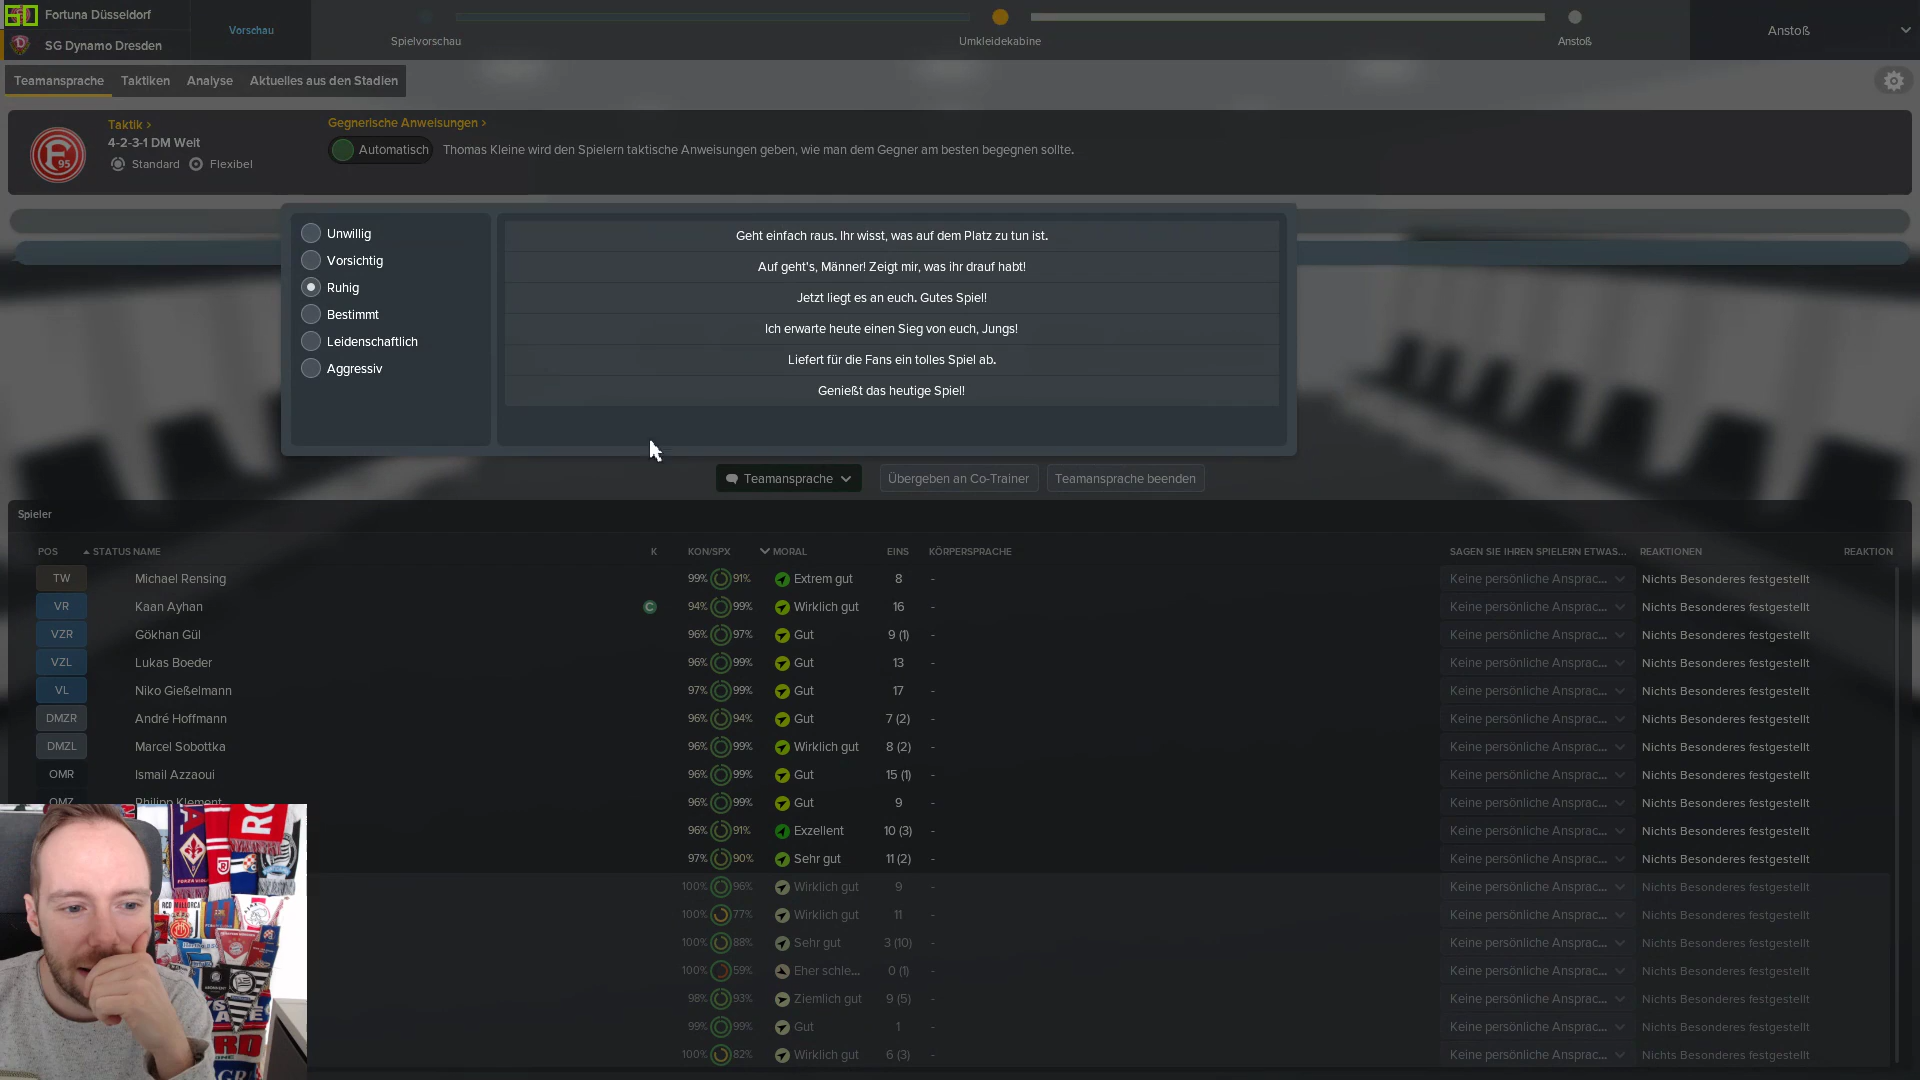 Fortuna Düsseldorf
SG Dynamo Dresden
Vorschau
Spielvorschau
Umkleidekabine
Anstoß
Anstoß
Teamansprache
Taktiken
Analyse
Aktuelles aus den Stadien
Taktik >
4-2-3-1 DM Weit
Standard
Flexibel
Gegnerische Anweisungen >
Automatisch
Thomas Kleine wird den Spielern taktische Anweisungen geben, wie man dem Gegner am besten begegnen sollte.
Unwillig
Vorsichtig
Ruhig
Bestimmt
Leidenschaftlich
Aggressiv
Geht einfach raus. Ihr wisst, was auf dem Platz zu tun ist.
Auf geht's, Männer! Zeigt mir, was ihr drauf habt!
Jetzt liegt es an euch. Gutes Spiel!
Ich erwarte heute einen Sieg von euch, Jungs!
Liefert für die Fans ein tolles Spiel ab.
Genießt das heutige Spiel!
Teamansprache
Übergeben an Co-Trainer
Teamansprache beenden
Spieler
POS STATUS NAME K KON/SPX MORAL EINS KÖRPERSPRACHE SAGEN SIE IHREN SPIELERN ETWAS... REAKTIONEN REAKTION
TW Michael Rensing 99% 91% Extrem gut 8 - Keine persönliche Ansprac... Nichts Besonderes festgestellt
VR Kaan Ayhan C 94% 99% Wirklich gut 16 - Keine persönliche Ansprac... Nichts Besonderes festgestellt
VZR Gökhan Gül 96% 97% Gut 9 (1) - Keine persönliche Ansprac... Nichts Besonderes festgestellt
VZL Lukas Boeder 96% 99% Gut 13 - Keine persönliche Ansprac... Nichts Besonderes festgestellt
VL Niko Gießelmann 97% 99% Gut 17 - Keine persönliche Ansprac... Nichts Besonderes festgestellt
DMZR André Hoffmann 96% 94% Gut 7 (2) - Keine persönliche Ansprac... Nichts Besonderes festgestellt
DMZL Marcel Sobottka 96% 99% Wirklich gut 8 (2) - Keine persönliche Ansprac... Nichts Besonderes festgestellt
OMR Ismail Azzaoui 96% 99% Gut 15 (1) - Keine persönliche Ansprac... Nichts Besonderes festgestellt
OMZ Philipp Klement 96% 99% Gut 9 - Keine persönliche Ansprac... Nichts Besonderes festgestellt
96% 91% Exzellent 10 (3) - Keine persönliche Ansprac... Nichts Besonderes festgestellt
97% 90% Sehr gut 11 (2) - Keine persönliche Ansprac... Nichts Besonderes festgestellt
100% 96% Wirklich gut 9 - Keine persönliche Ansprac... Nichts Besonderes festgestellt
100% 77% Wirklich gut 11 - Keine persönliche Ansprac... Nichts Besonderes festgestellt
100% 88% Sehr gut 3 (10) - Keine persönliche Ansprac... Nichts Besonderes festgestellt
100% 59% Eher schle... 0 (1) - Keine persönliche Ansprac... Nichts Besonderes festgestellt
98% 93% Ziemlich gut 9 (5) - Keine persönliche Ansprac... Nichts Besonderes festgestellt
99% 99% Gut 1 - Keine persönliche Ansprac... Nichts Besonderes festgestellt
100% 82% Wirklich gut 6 (3) - Keine persönliche Ansprac... Nichts Besonderes festgestellt
RCD MALLORCA